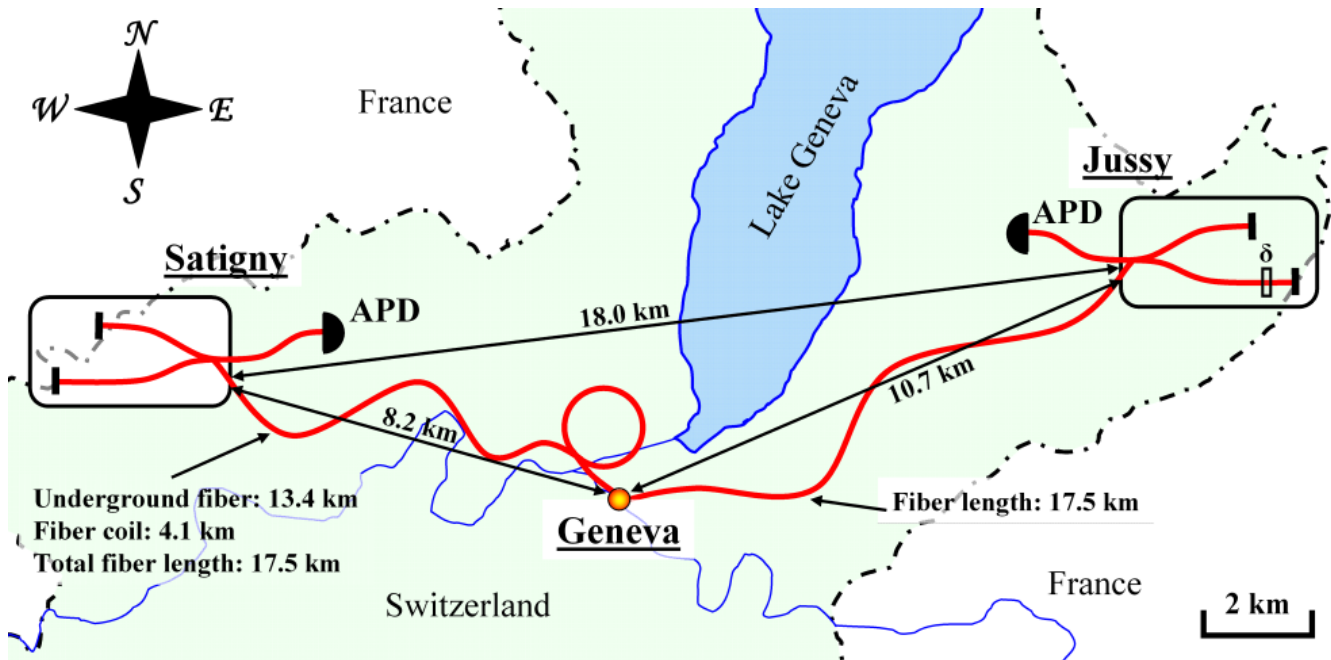 N
W
E
S
France
Lake Geneva
Jussy
APD
δ
Satigny
APD
18.0 km
10.7 km
8.2 km
Underground fiber: 13.4 km
Fiber coil: 4.1 km
Total fiber length: 17.5 km
Fiber length: 17.5 km
Geneva
Switzerland
France
2 km